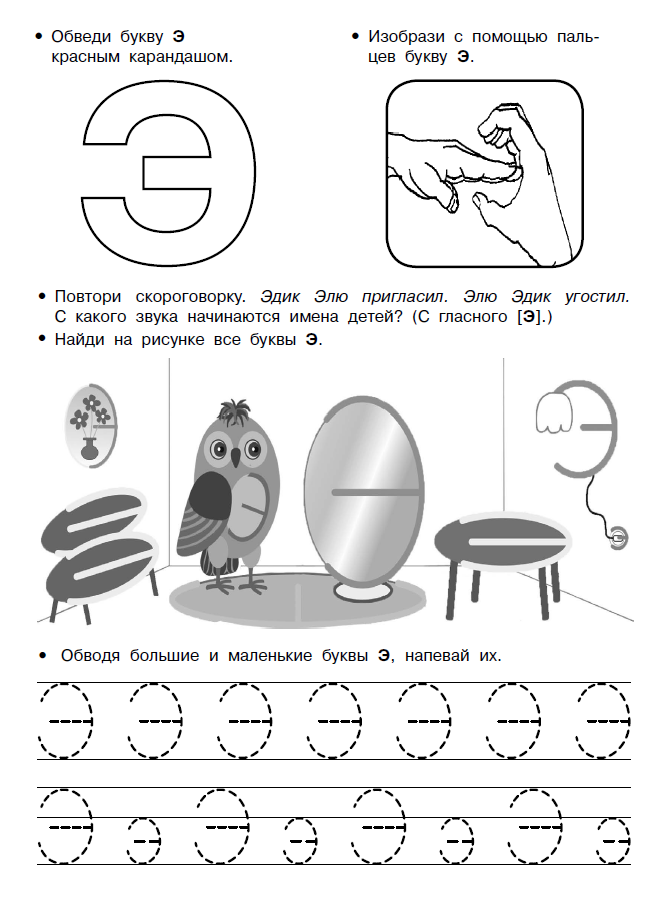 • Обведи букву Э
красным карандашом.
• Изобрази с помощью паль-
цев букву Э.
Э
• Повтори скороговорку. Эдик Элю пригласил. Элю Эдик угостил.
С какого звука начинаются имена детей? (С гласного [Э].)
• Найди на рисунке все буквы Э.
• Обводя большие и маленькие буквы Э, напевай их.
Э Э Э Э Э Э Э
Э э Э э Э э Э э